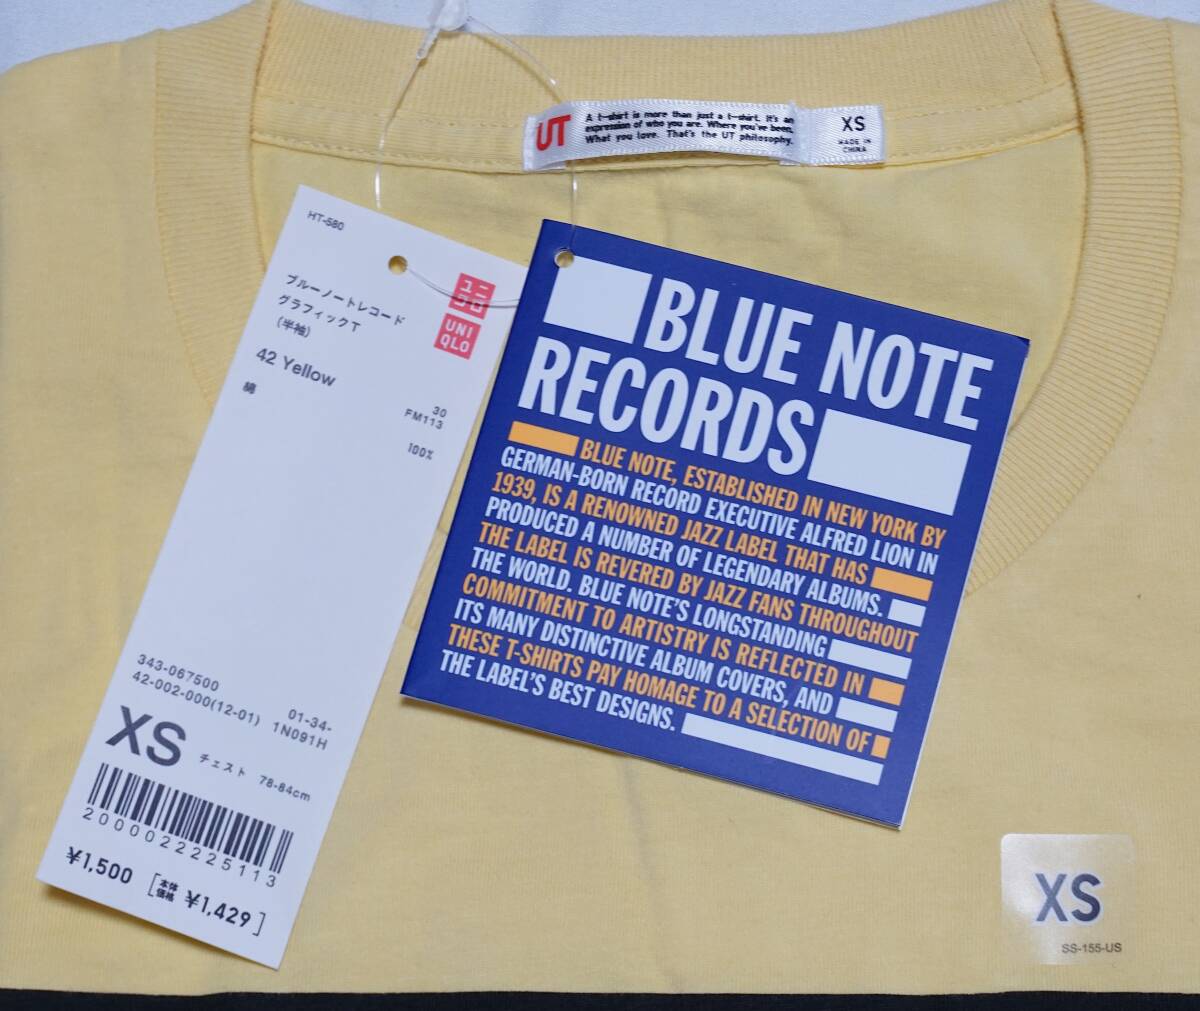 UT
A t-shirt is more than just a t-shirt. It's an
expression of who you are. Where you've been.
What you love. That's the UT philosophy.
XS
MADE IN
CHINA
HT-580
ユニ
クロ
UNI
QLO
ブルーノートレコード
グラフィックT
(半袖)
42 Yellow
30
FM113
綿
100%
343-067500
42-002-000(12-01)
01-34-
1N091H
XS
チェスト 78-84cm
2000022225113
¥1,500
[本体
価格 ¥1,429]
BLUE NOTE
RECORDS
BLUE NOTE, ESTABLISHED IN NEW YORK BY
GERMAN-BORN RECORD EXECUTIVE ALFRED LION IN
1939, IS A RENOWNED JAZZ LABEL THAT HAS
PRODUCED A NUMBER OF LEGENDARY ALBUMS.
THE LABEL IS REVERED BY JAZZ FANS THROUGHOUT
THE WORLD. BLUE NOTE'S LONGSTANDING
COMMITMENT TO ARTISTRY IS REFLECTED IN
ITS MANY DISTINCTIVE ALBUM COVERS, AND
THESE T-SHIRTS PAY HOMAGE TO A SELECTION OF
THE LABEL'S BEST DESIGNS.
XS
SS-155-US